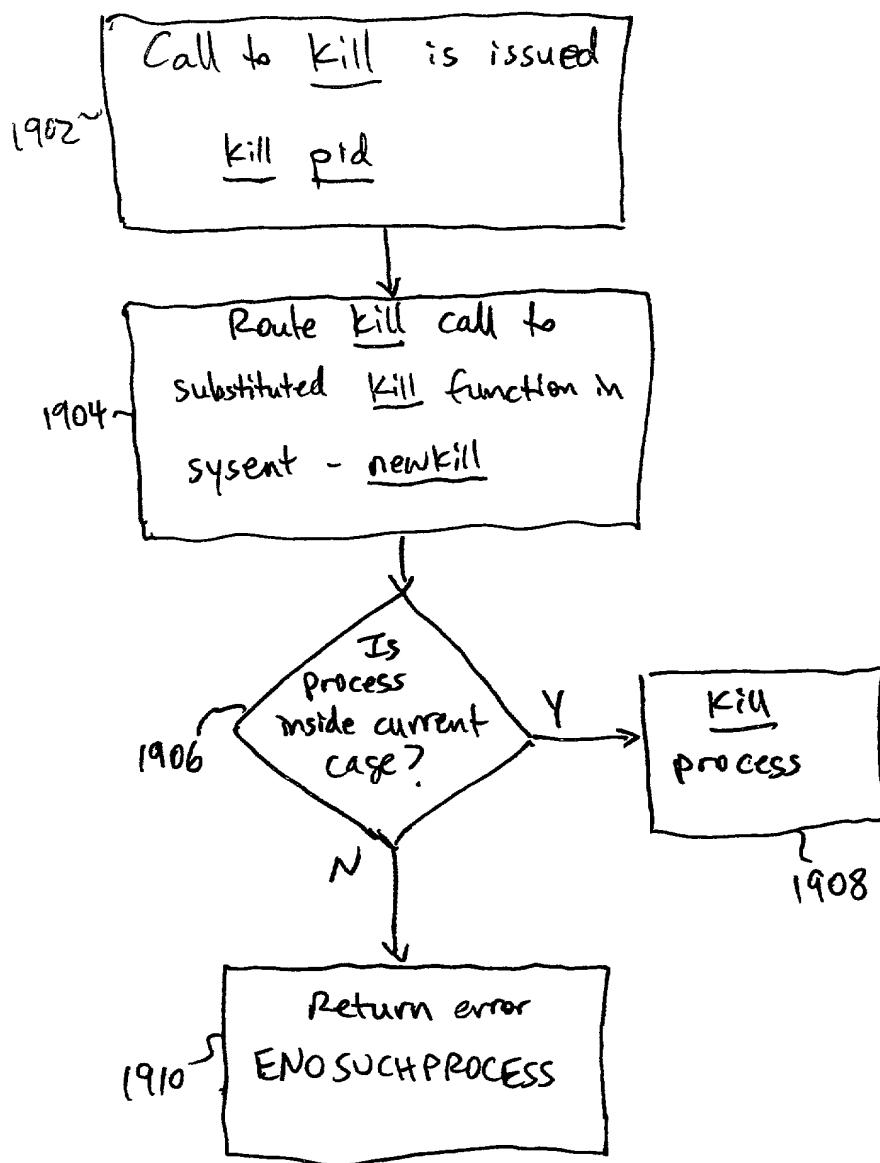 Call to kill is issued
1902
kill pid
Route kill call to
substituted kill function in
1904
sysent - newkill
Is
process
inside current
case?
1906
Y
kill
process
1908
N
Return error
ENOSUCHPROCESS
1910